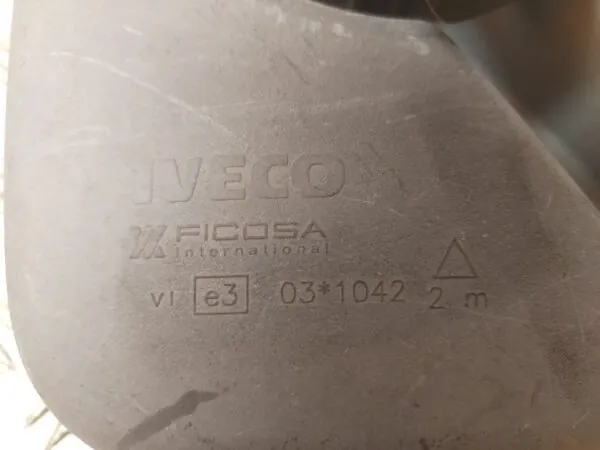 IVECO
FICOSA
international
VI e3 03*1042 2 m